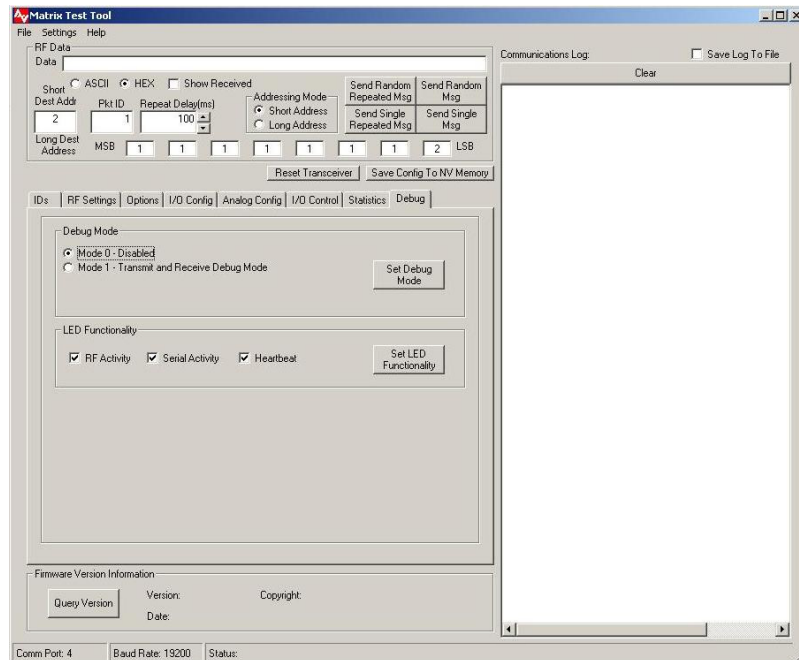 Matrix Test Tool
File Settings Help
RF Data
Data
ASCII HEX Show Received
Short Dest Addr
2
Pkt ID
1
Repeat Delay(ms)
100
Addressing Mode
Short Address
Long Address
Send Random Repeated Msg
Send Random Msg
Send Single Repeated Msg
Send Single Msg
Long Dest Address
MSB 1 1 1 1 1 1 1 2 LSB
Reset Transceiver
Save Config To NV Memory
IDs RF Settings Options I/O Config Analog Config I/O Control Statistics Debug
Debug Mode
Mode 0 - Disabled
Mode 1 - Transmit and Receive Debug Mode
Set Debug Mode
LED Functionality
RF Activity Serial Activity Heartbeat
Set LED Functionality
Firmware Version Information
Query Version
Version:
Copyright:
Date:
Communications Log:
Save Log To File
Clear
Comm Port: 4
Baud Rate: 19200
Status: